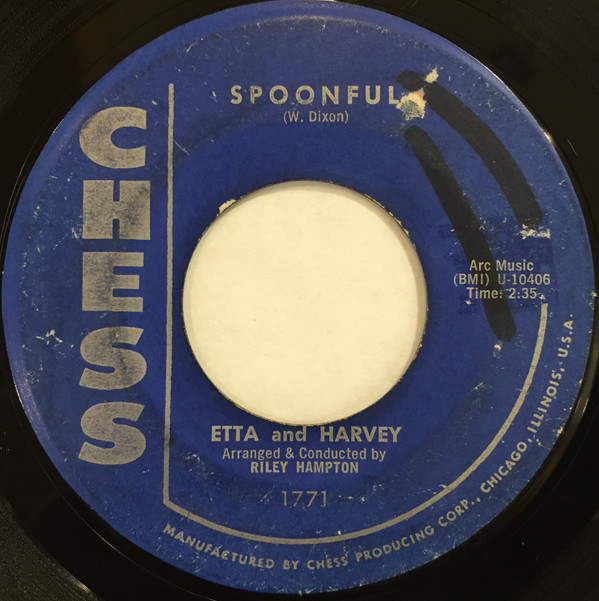 CHESS
SPOONFUL
(W. Dixon)
Arc Music
(BMI) U-10406
Time: 2:35
ETTA and HARVEY
Arranged & Conducted by
RILEY HAMPTON
1771
MANUFACTURED BY CHESS PRODUCING CORP., CHICAGO, ILLINOIS, U.S.A.